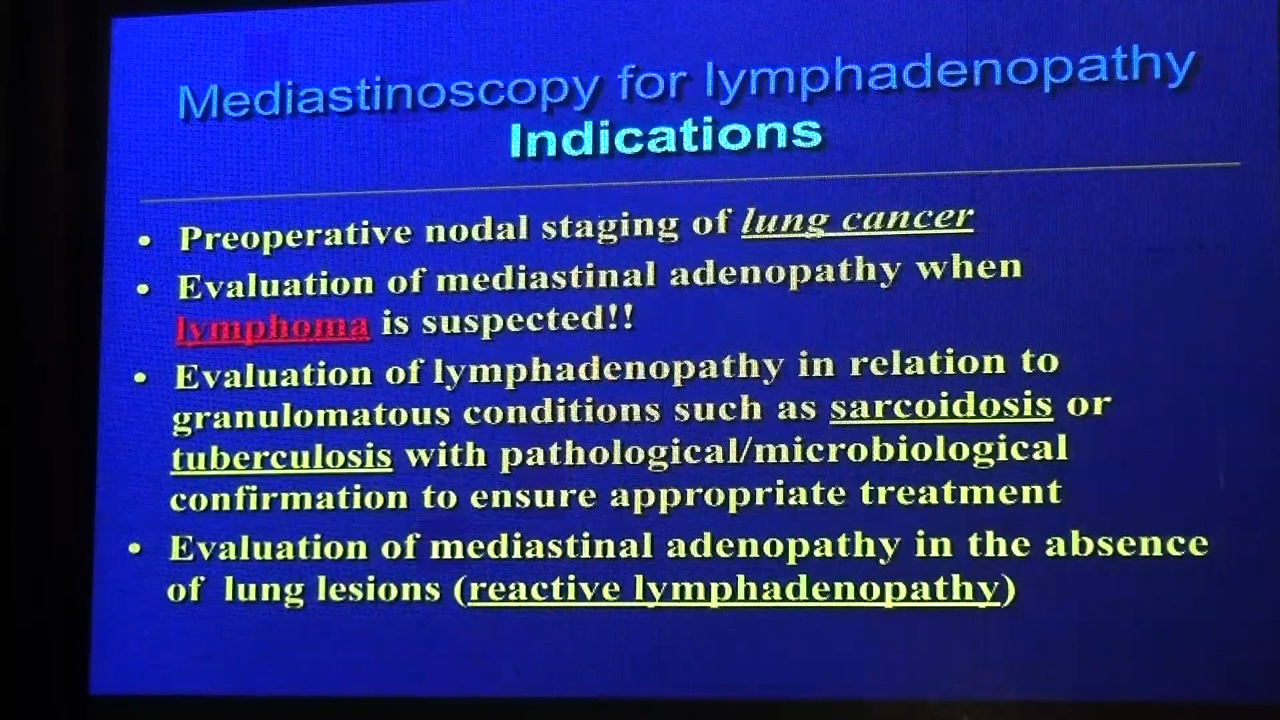 Mediastinoscopy for lymphadenopathy
Indications
• Preoperative nodal staging of lung cancer
• Evaluation of mediastinal adenopathy when
lymphoma is suspected!!
• Evaluation of lymphadenopathy in relation to
granulomatous conditions such as sarcoidosis or
tuberculosis with pathological/microbiological
confirmation to ensure appropriate treatment
• Evaluation of mediastinal adenopathy in the absence
of lung lesions (reactive lymphadenopathy)